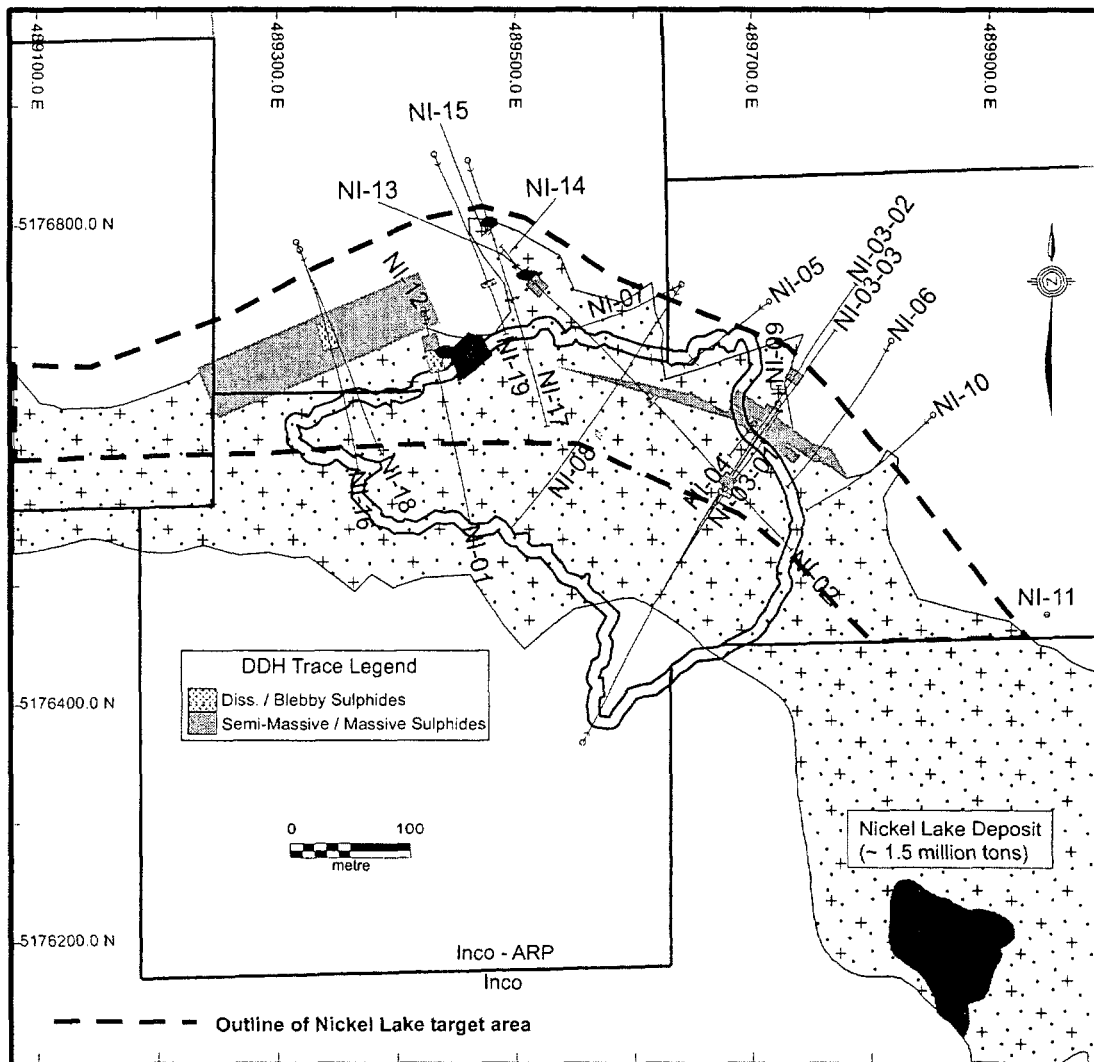 489100.0 E
489300.0 E
489500.0 E
489700.0 E
489900.0 E
NI-15
NI-13
NI-14
5176800.0 N
NI-03-02
NI-03-03
NI-12
NI-07
NI-05
NI-06
NI-09
NI-19
NI-17
NI-10
NI-08
NI-04
NI-03-01
NI-18
NI-16
NI-01
NI-02
NI-11
DDH Trace Legend
Diss. / Blebby Sulphides
Semi-Massive / Massive Sulphides
5176400.0 N
0 100
metre
Nickel Lake Deposit
(~ 1.5 million tons)
N
5176200.0 N
Inco - ARP
Inco
Outline of Nickel Lake target area